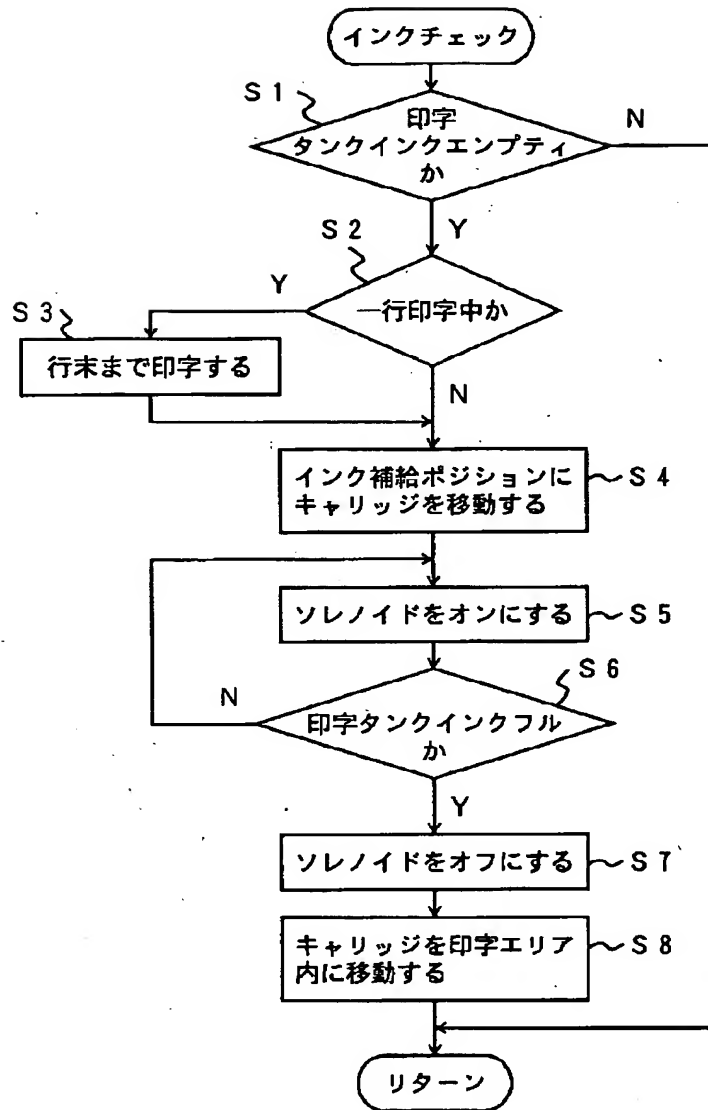 インクチェック
S1
印字
タンクインクエンプティ
か
N
Y
S2
Y
一行印字中か
S3
行末まで印字する
N
インク補給ポジションに
キャリッジを移動する
S4
ソレノイドをオンにする
S5
S6
N
印字タンクインクフル
か
Y
ソレノイドをオフにする
S7
キャリッジを印字エリア
内に移動する
S8
リターン